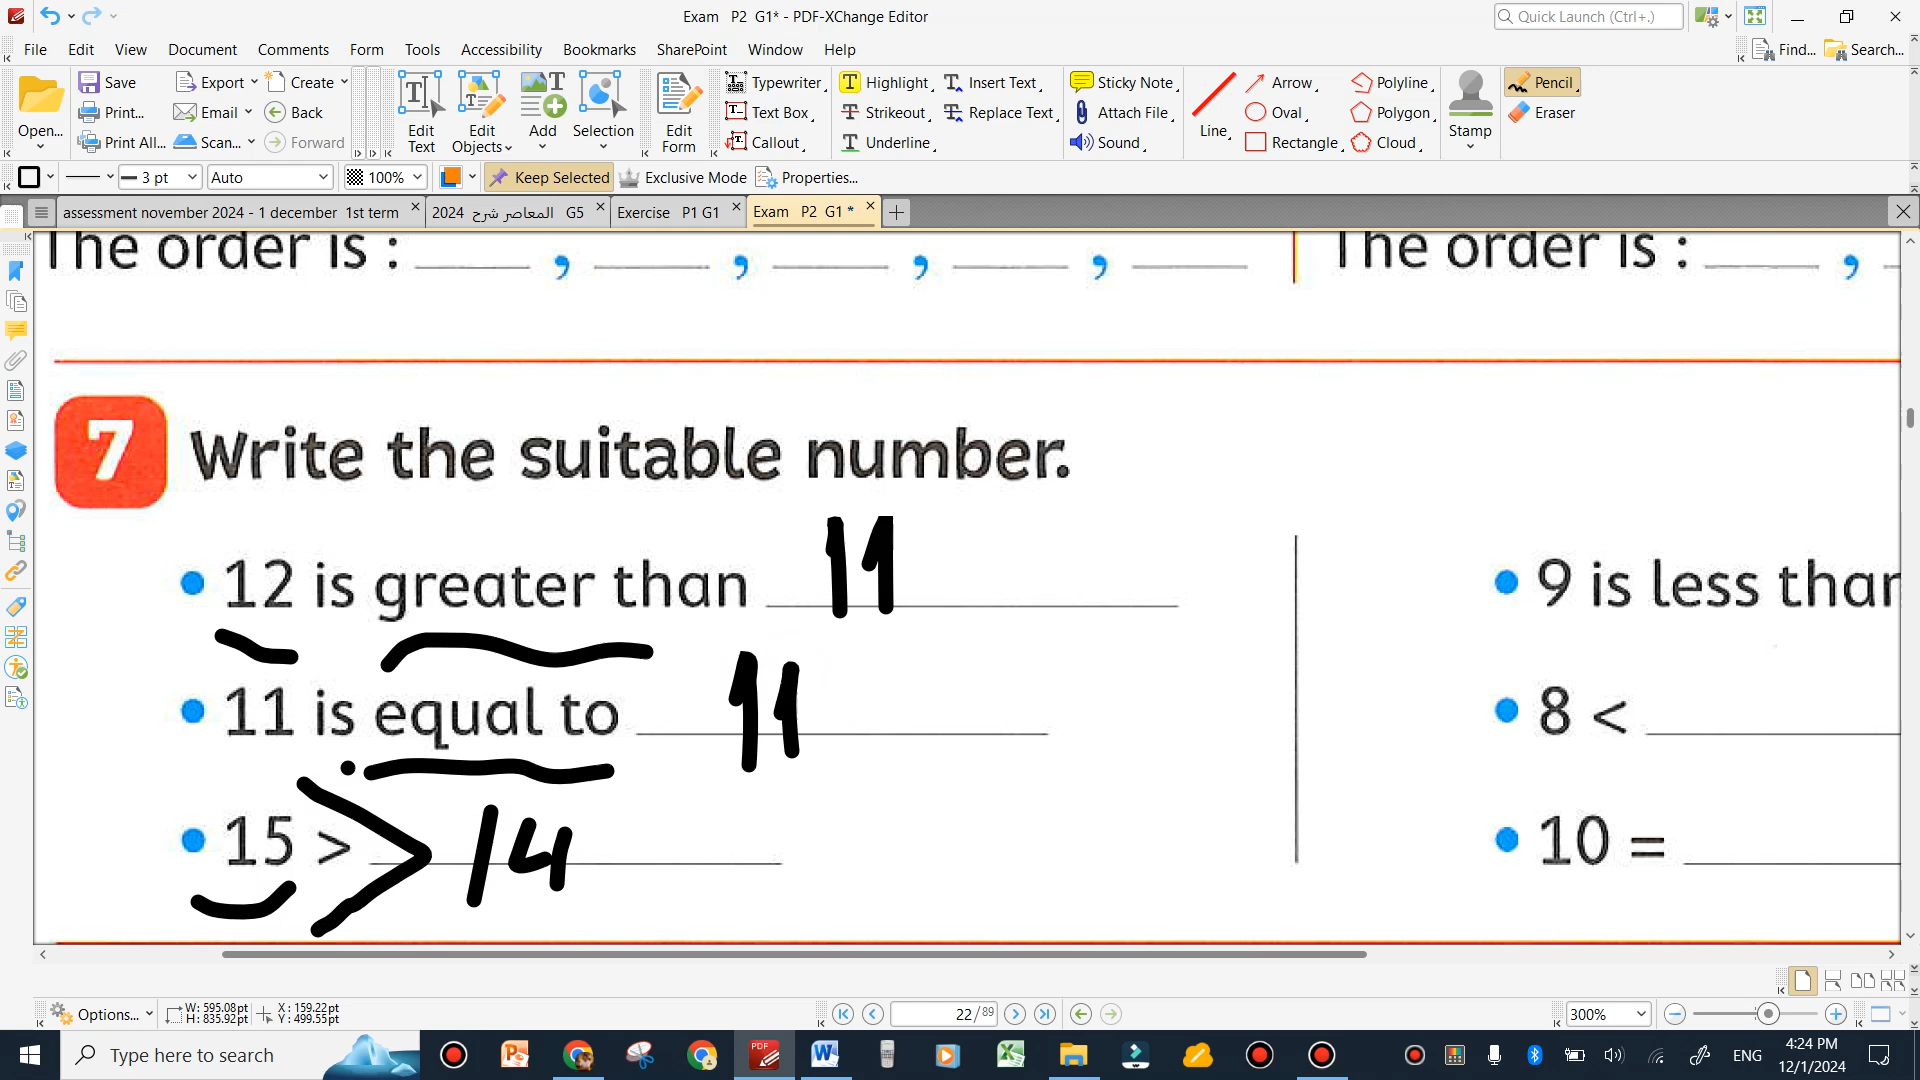 Exam P2 G1* - PDF-XChange Editor
Quick Launch (Ctrl+.)
File Edit View Document Comments Form Tools Accessibility Bookmarks SharePoint Window Help
Find... Search...
Open... Save Print... Print All... Export Email Scan... Create Back Forward
Edit Text Edit Objects Add Selection Edit Form
Typewriter Text Box Callout
Highlight Strikeout Underline Insert Text Replace Text
Sticky Note Attach File Sound
Line Arrow Oval Rectangle Polyline Polygon Cloud Stamp Pencil Eraser
3 pt Auto 100% Keep Selected Exclusive Mode Properties...
assessment november 2024 - 1 december 1st term
2024 المعاصر شرح G5
Exercise P1 G1
Exam P2 G1 *
The order is : , , , ,
The order is : ,
7 Write the suitable number.
12 is greater than 11
11 is equal to 11
15 > 14
9 is less than
8 <
10 =
Options... W: 595.08pt H: 835.92pt X: 159.22pt Y: 499.55pt
22 / 89
300%
Type here to search
ENG
4:24 PM
12/1/2024